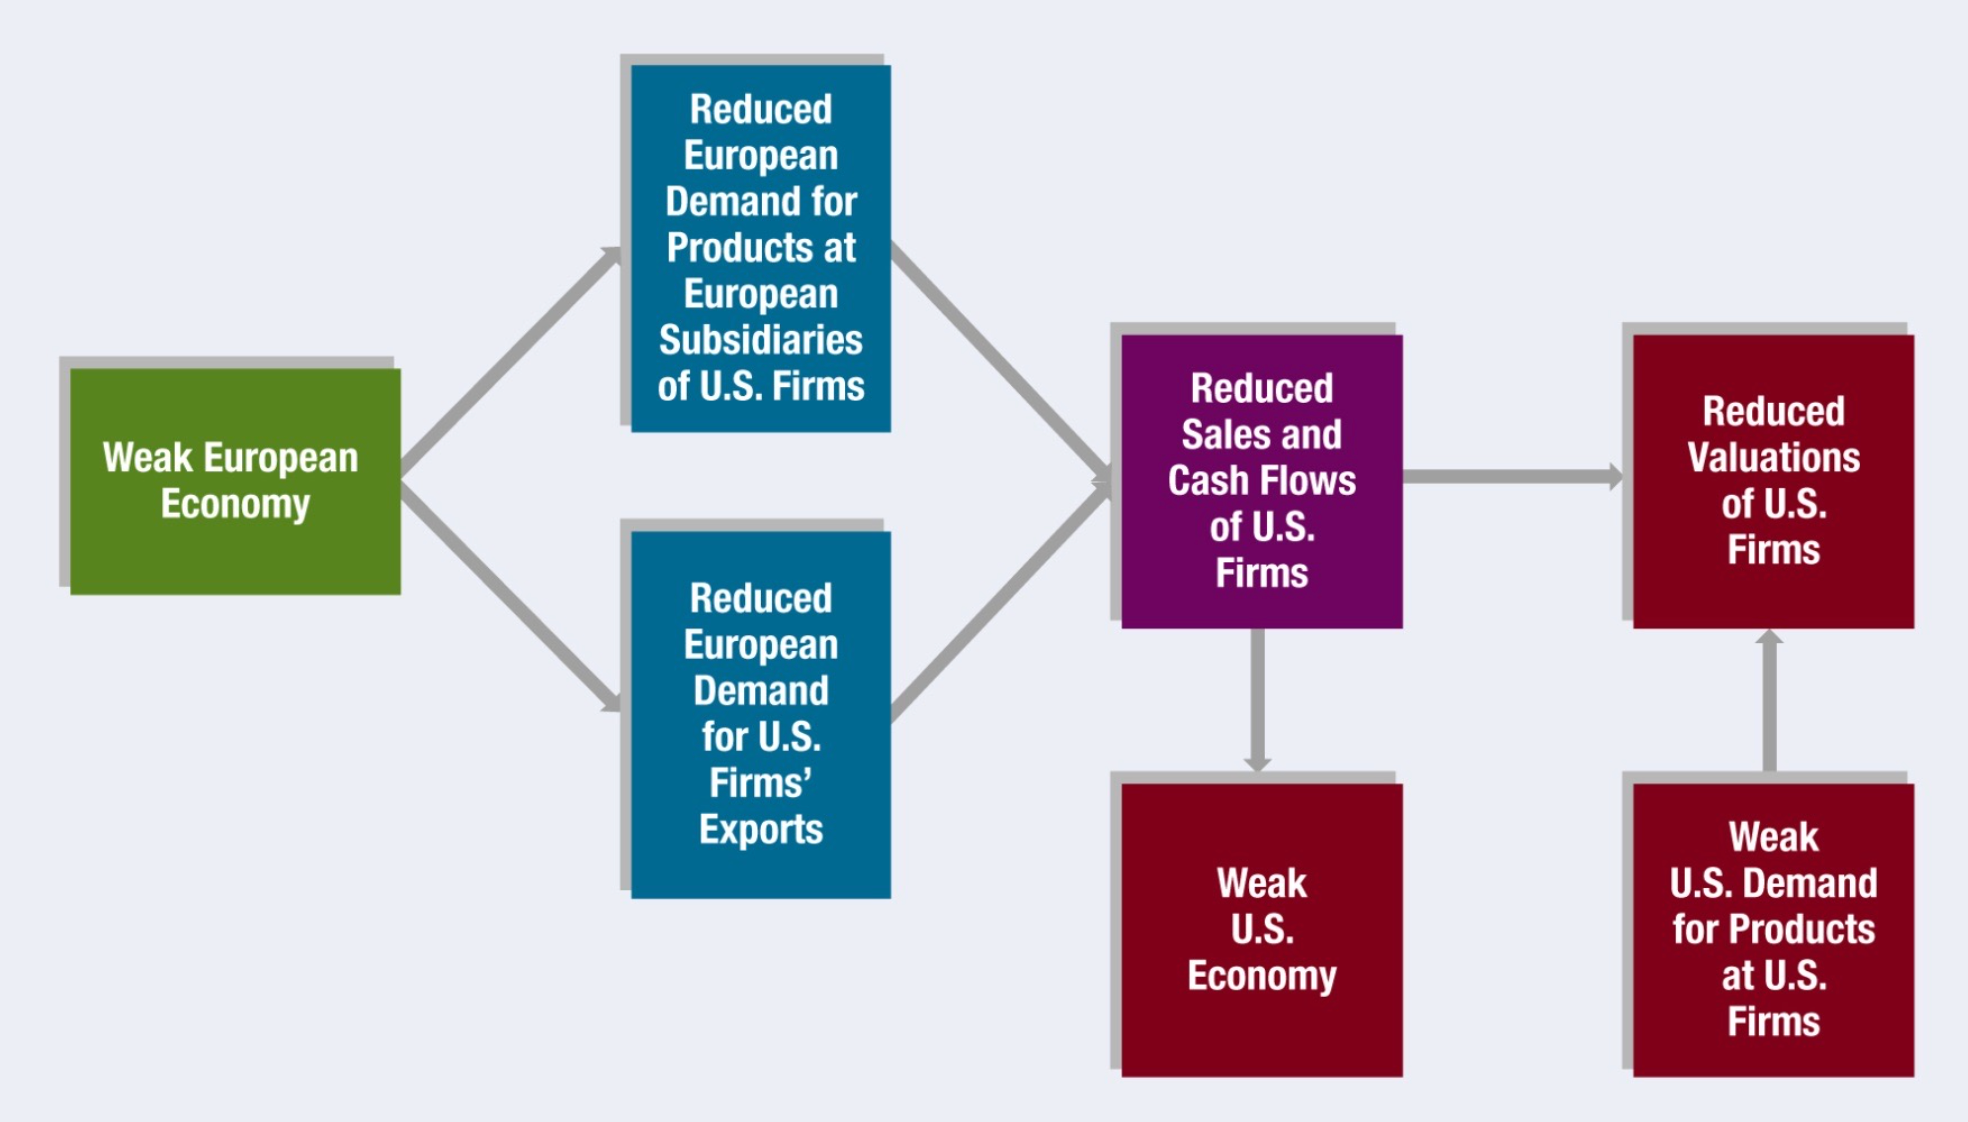 Weak European
Economy
Reduced
European
Demand for
Products at
European
Subsidiaries
of U.S. Firms
Reduced
European
Demand
for U.S.
Firms’
Exports
Reduced
Sales and
Cash Flows
of U.S.
Firms
Reduced
Valuations
of U.S.
Firms
Weak
U.S.
Economy
Weak
U.S. Demand
for Products
at U.S.
Firms